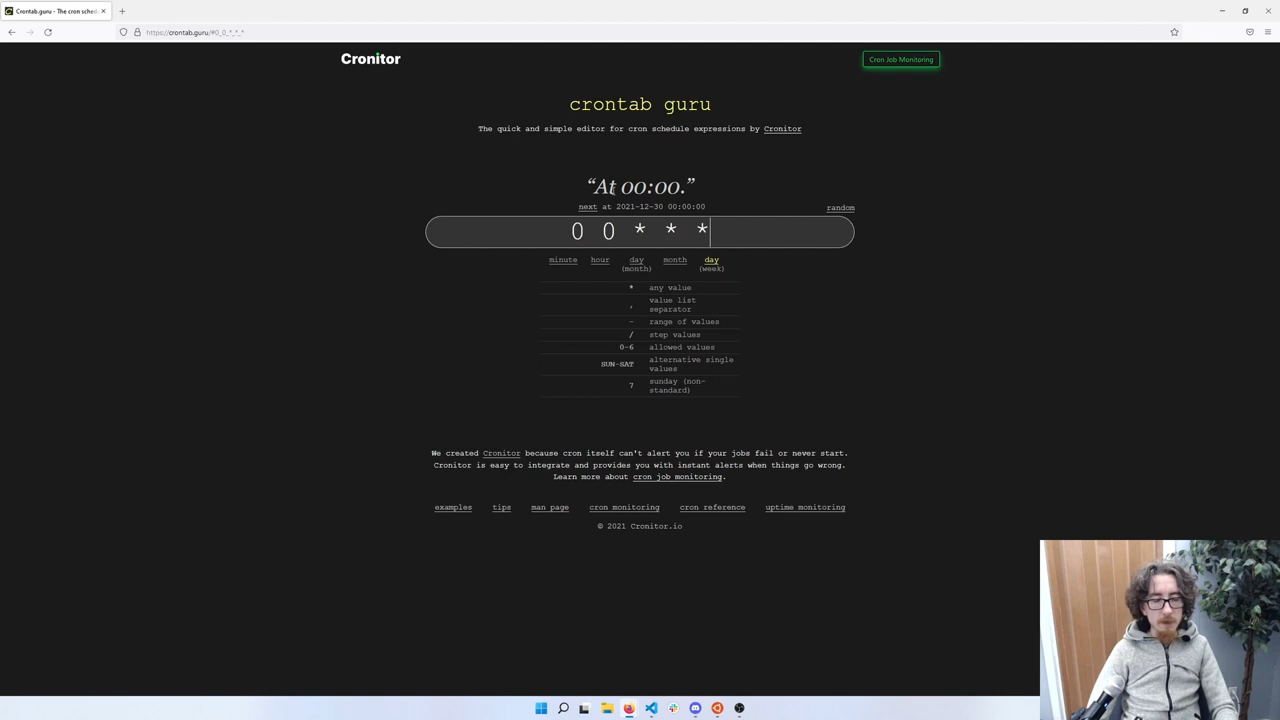 Crontab.guru - The cron sched
https://crontab.guru/#0_0_*_*_*
Cronitor
Cron Job Monitoring
crontab guru
The quick and simple editor for cron schedule expressions by Cronitor
“At 00:00.”
next at 2021-12-30 00:00:00
random
0 0 * * *
minute hour day (month) month day (week)
* any value
, value list separator
- range of values
/ step values
0-6 allowed values
SUN-SAT alternative single values
7 sunday (non-standard)
We created Cronitor because cron itself can't alert you if your jobs fail or never start.
Cronitor is easy to integrate and provides you with instant alerts when things go wrong.
Learn more about cron job monitoring.
examples tips man page cron monitoring cron reference uptime monitoring
© 2021 Cronitor.io